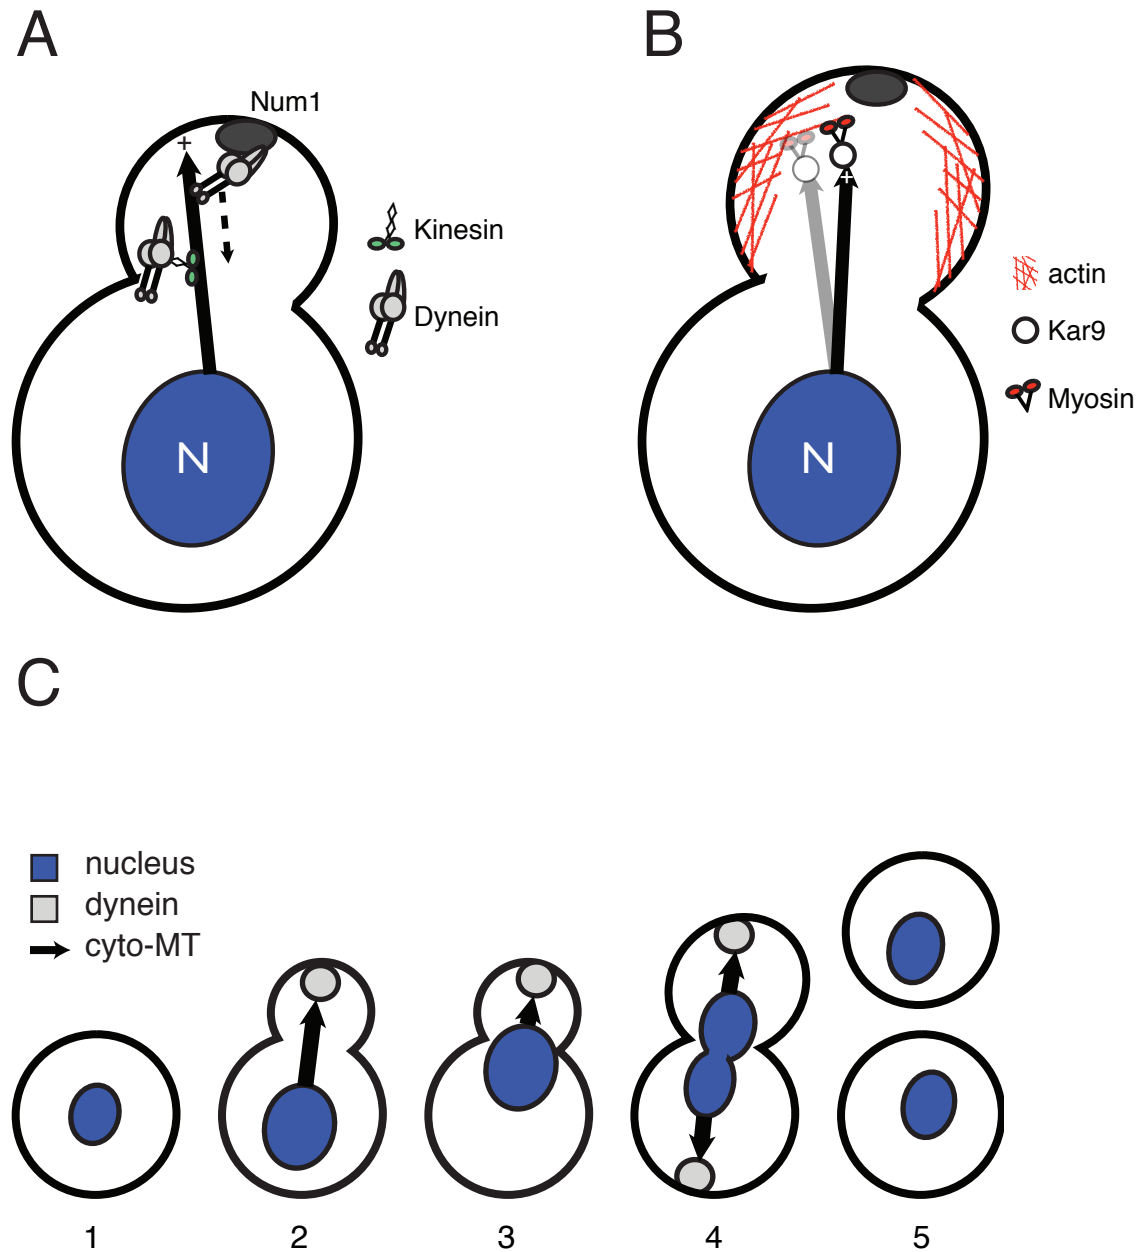 A
Num1
+
Kinesin
Dynein
N
B
+
actin
Kar9
Myosin
N
C
nucleus
dynein
cyto-MT
1 2 3 4 5